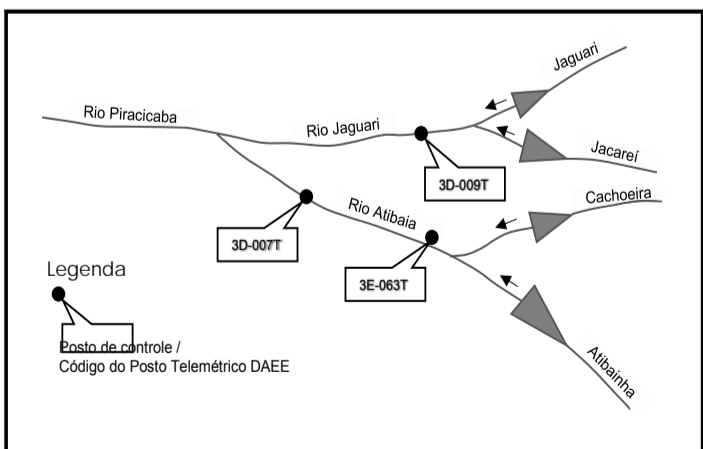 Jaguari
Rio Piracicaba
Rio Jaguari
Jacareí
3D-009T
Cachoeira
Rio Atibaia
3D-007T
3E-063T
Legenda
Atibainha
Posto de controle /
Código do Posto Telemétrico DAEE